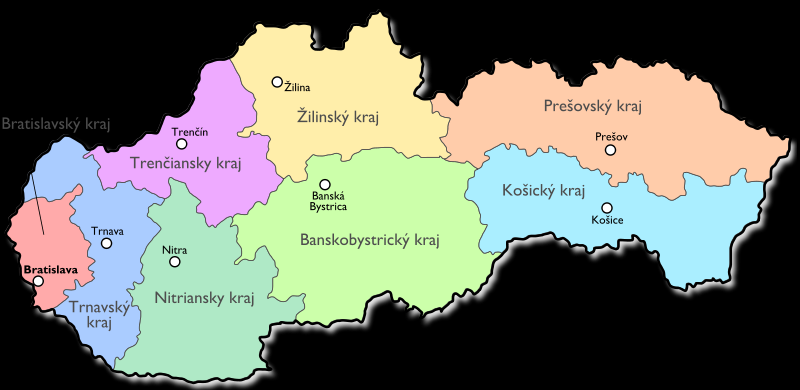 Žilina
Žilinský kraj
Prešovský kraj
Bratislavský kraj
Trenčín
Prešov
Trenčiansky kraj
Banská
Bystrica
Košický kraj
Košice
Trnava
Banskobystrický kraj
Nitra
Bratislava
Nitriansky kraj
Trnavský
kraj